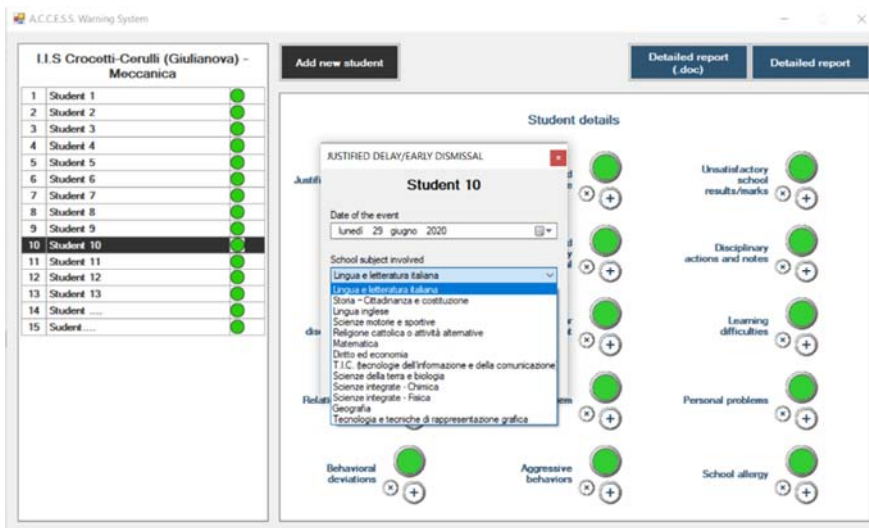 A.C.C.E.S.S. Warning System
I.I.S Crocotti-Cerulli (Giulianova) -
Meccanica
Add new student
Detailed report
(.doc)
Detailed report
1 Student 1
2 Student 2
3 Student 3
4 Student 4
5 Student 5
6 Student 6
7 Student 7
8 Student 8
9 Student 9
10 Student 10
11 Student 11
12 Student 12
13 Student 13
14 Student ....
15 Sudent....
Student details
JUSTIFIED DELAY/EARLY DISMISSAL
Student 10
Date of the event
lunedì 29 giugno 2020
School subject involved
Lingua e letteratura italiana
Lingua e letteratura italiana
Storia - Cittadinanza e costituzione
Lingua inglese
Scienze motorie e sportive
Religione cattolica o attività alternative
Matematica
Diritto ed economia
T.I.C. (tecnologie dell'informazione e della comunicazione
Scienze della terra e biologia
Scienze integrate - Chimica
Scienze integrate - Fisica
Geografia
Tecnologia e tecniche di rappresentazione grafica
Unsatisfactory
school
results/marks
Disciplinary
actions and notes
Learning
difficulties
Personal problems
Behavioral
deviations
Aggressive
behaviors
School allergy